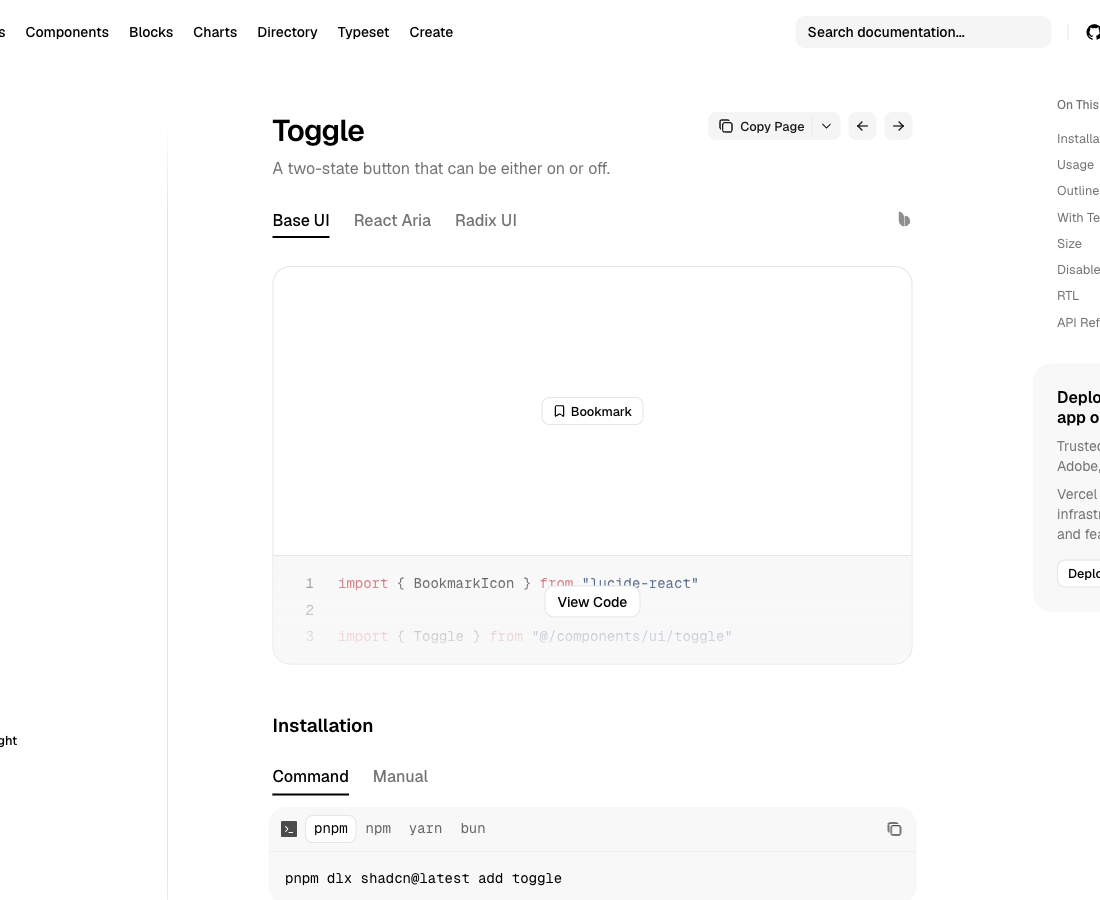 s Components Blocks Charts Directory Typeset Create
Search documentation...
Toggle
Copy Page
A two-state button that can be either on or off.
Base UI React Aria Radix UI
Bookmark
1 import { BookmarkIcon } from "lucide-react"
View Code
2
3 import { Toggle } from "@/components/ui/toggle"
Installation
Command Manual
pnpm npm yarn bun
pnpm dlx shadcn@latest add toggle
ght
On This
Installa
Usage
Outline
With Te
Size
Disable
RTL
API Ref
Deplo
app o
Trusted
Adobe,
Vercel
infrastr
and fea
Deplo